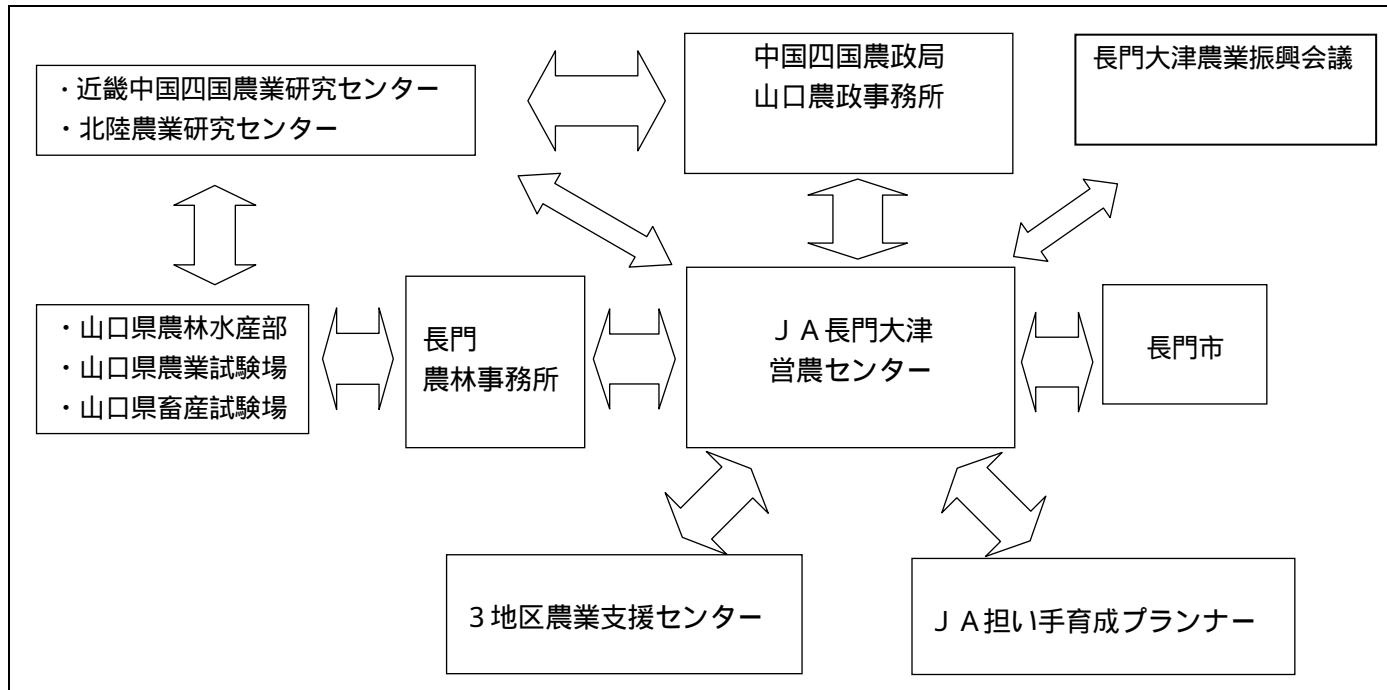 ・近畿中国四国農業研究センター
・北陸農業研究センター
中国四国農政局
山口農政事務所
長門大津農業振興会議
・山口県農林水産部
・山口県農業試験場
・山口県畜産試験場
長門
農林事務所
ＪＡ長門大津
営農センター
長門市
３地区農業支援センター
ＪＡ担い手育成プランナー